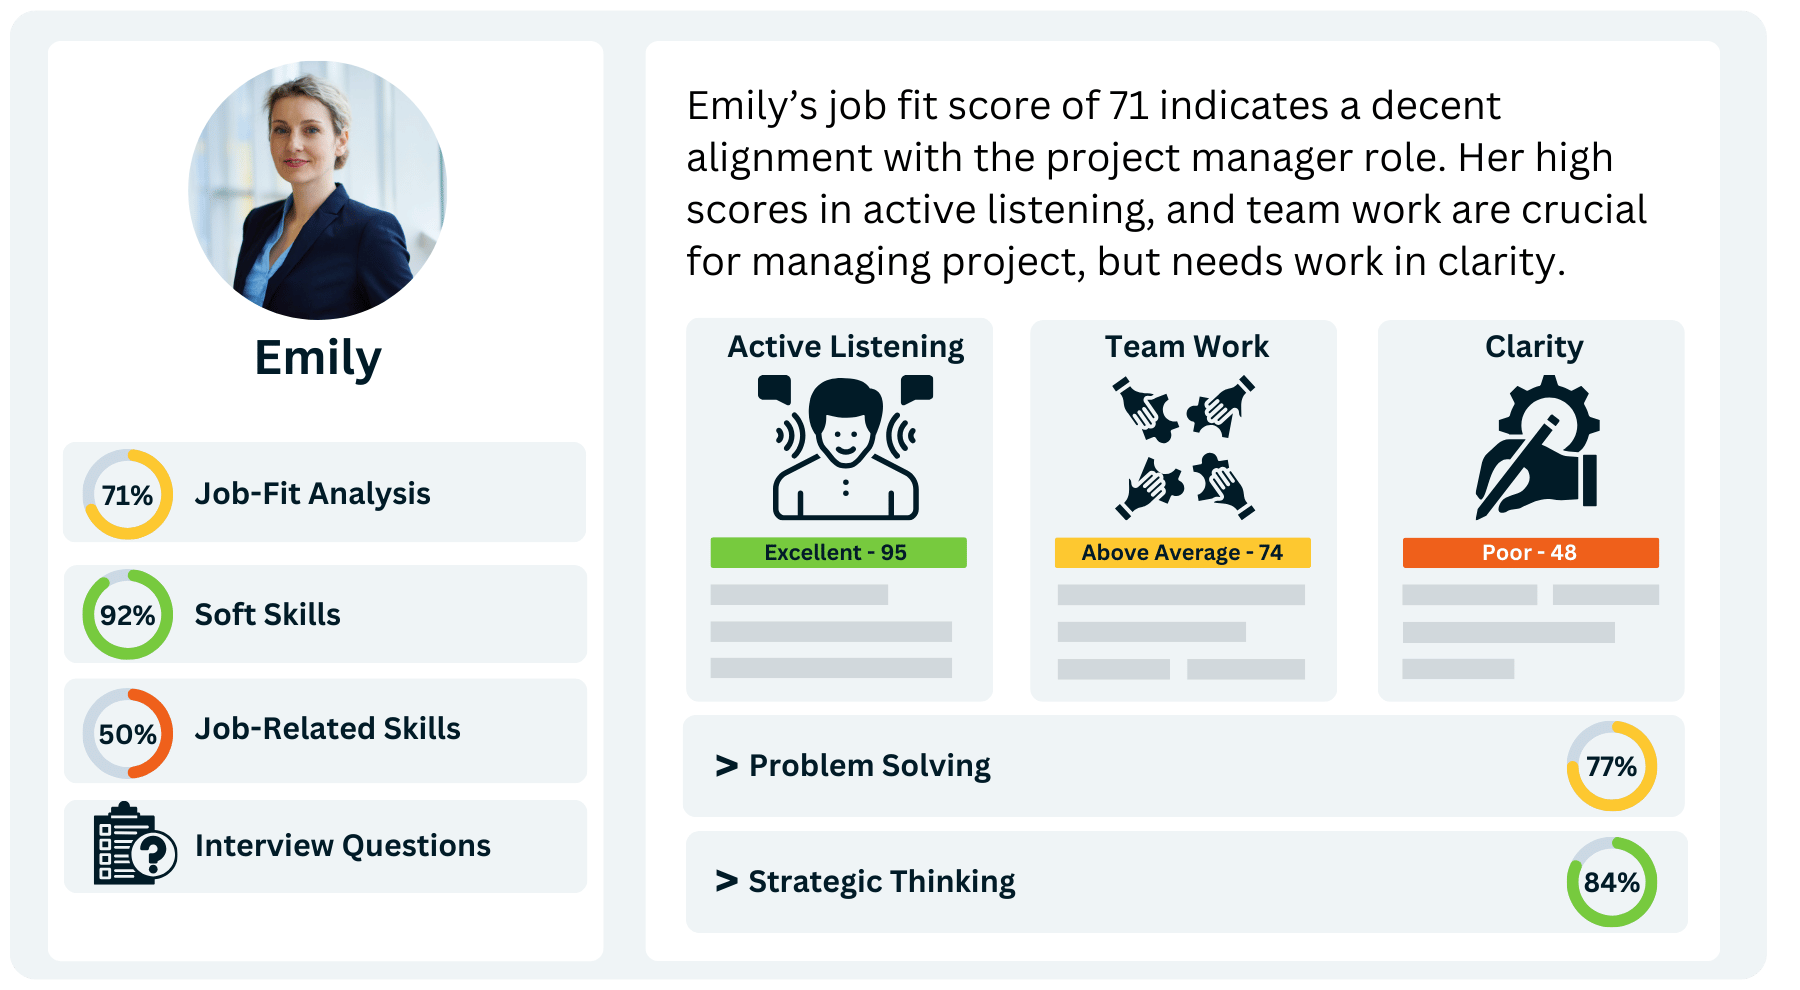 Emily
71% Job-Fit Analysis
92% Soft Skills
50% Job-Related Skills
? Interview Questions
Emily’s job fit score of 71 indicates a decent
alignment with the project manager role. Her high
scores in active listening, and team work are crucial
for managing project, but needs work in clarity.
Active Listening
Excellent - 95
Team Work
Above Average - 74
Clarity
Poor - 48
> Problem Solving 77%
> Strategic Thinking 84%